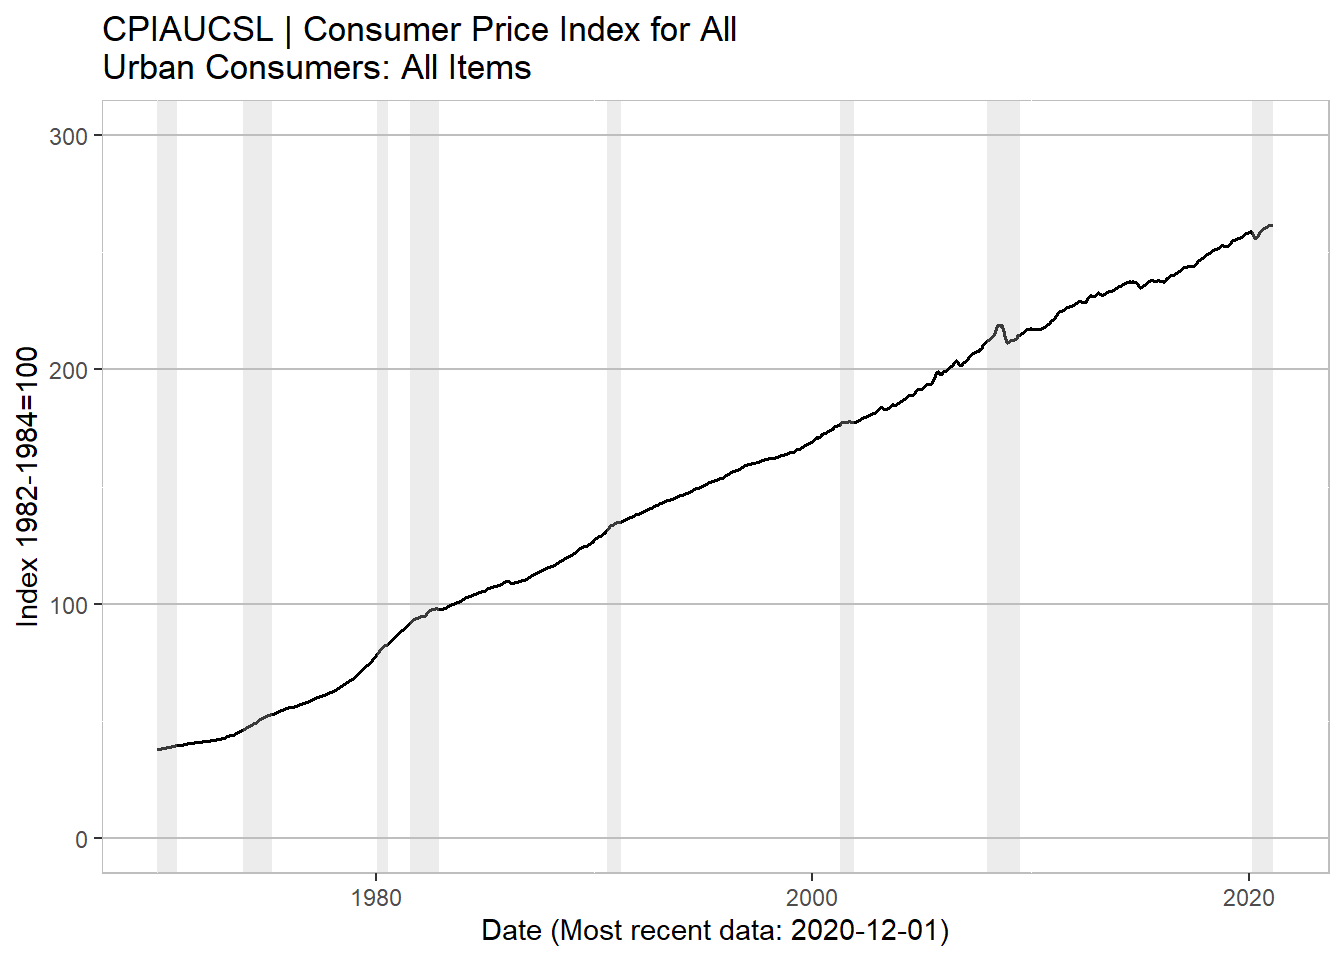 CPIAUCSL | Consumer Price Index for All
Urban Consumers: All Items
Index 1982-1984=100
300
200
100
0
1980
2000
2020
Date (Most recent data: 2020-12-01)